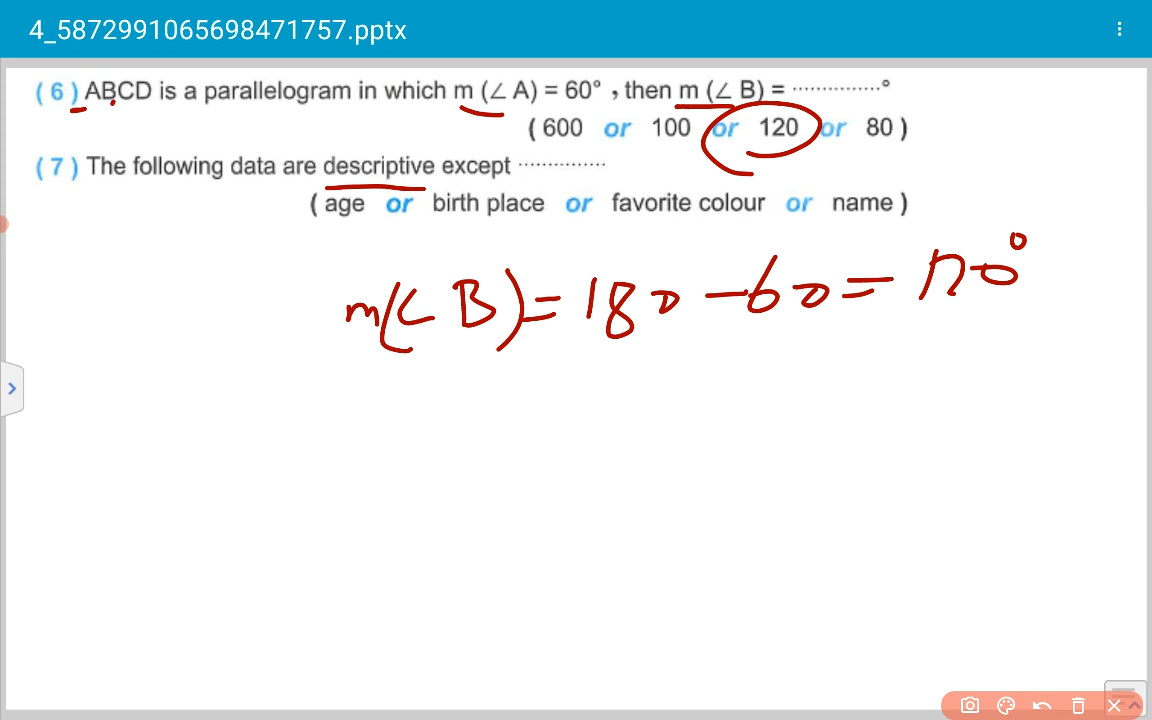 4_5872991065698471757.pptx
( 6 ) ABCD is a parallelogram in which m (∠ A) = 60° , then m (∠ B) = ···············°
( 600 or 100 or 120 or 80 )
( 7 ) The following data are descriptive except ···············
( age or birth place or favorite colour or name )
m(∠ B) = 180 - 60 = 120°